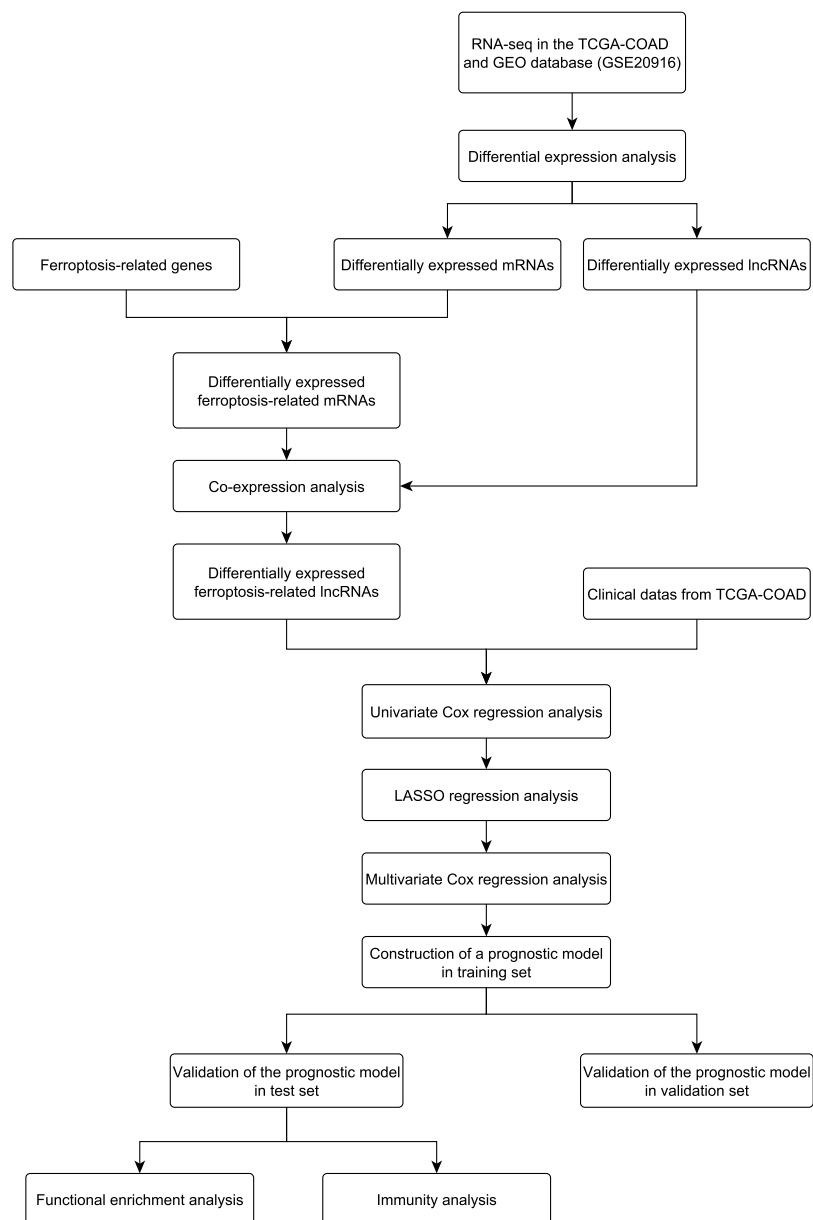 RNA-seq in the TCGA-COAD
and GEO database (GSE20916)
Differential expression analysis
Ferroptosis-related genes
Differentially expressed mRNAs
Differentially expressed lncRNAs
Differentially expressed
ferroptosis-related mRNAs
Co-expression analysis
Differentially expressed
ferroptosis-related lncRNAs
Clinical datas from TCGA-COAD
Univariate Cox regression analysis
LASSO regression analysis
Multivariate Cox regression analysis
Construction of a prognostic model
in training set
Validation of the prognostic model
in test set
Validation of the prognostic model
in validation set
Functional enrichment analysis
Immunity analysis